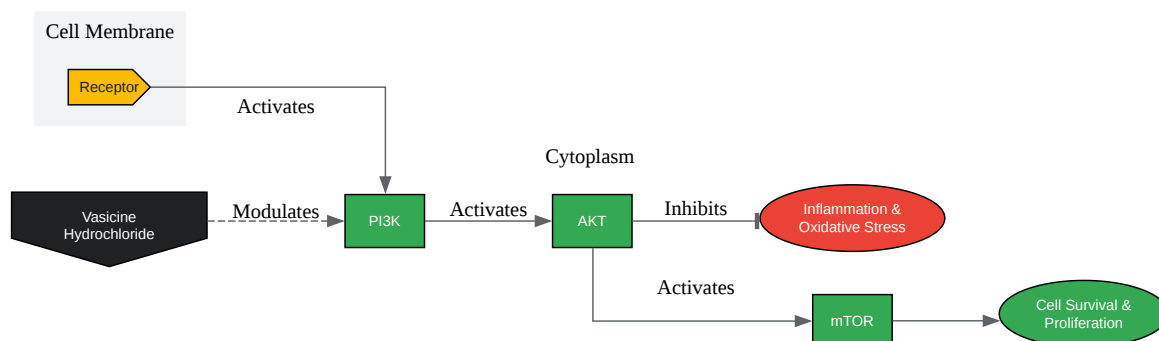 Cell Membrane
Receptor
Activates
Cytoplasm
Vasicine
Hydrochloride
Modulates
PI3K
Activates
AKT
Inhibits
Inflammation &
Oxidative Stress
Activates
mTOR
Cell Survival &
Proliferation